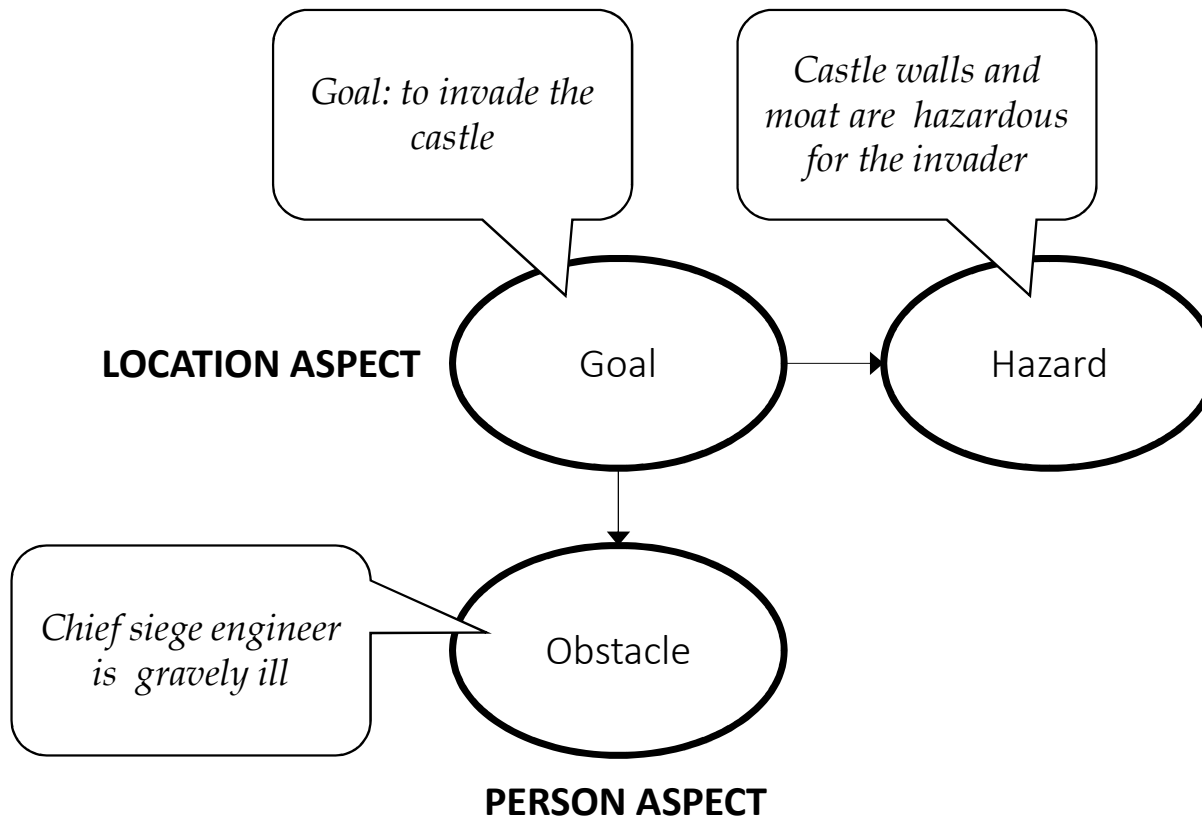 Goal: to invade the
castle
Castle walls and
moat are hazardous
for the invader
LOCATION ASPECT
Goal
Hazard
Chief siege engineer
is gravely ill
Obstacle
PERSON ASPECT